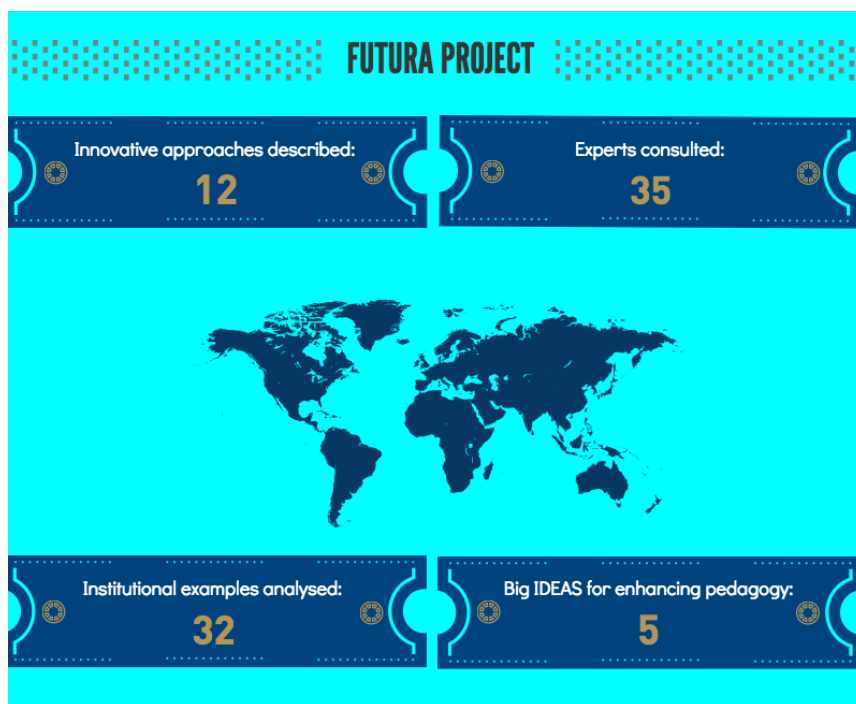 FUTURA PROJECT
Innovative approaches described:
12
Experts consulted:
35
Institutional examples analysed:
32
Big IDEAS for enhancing pedagogy:
5